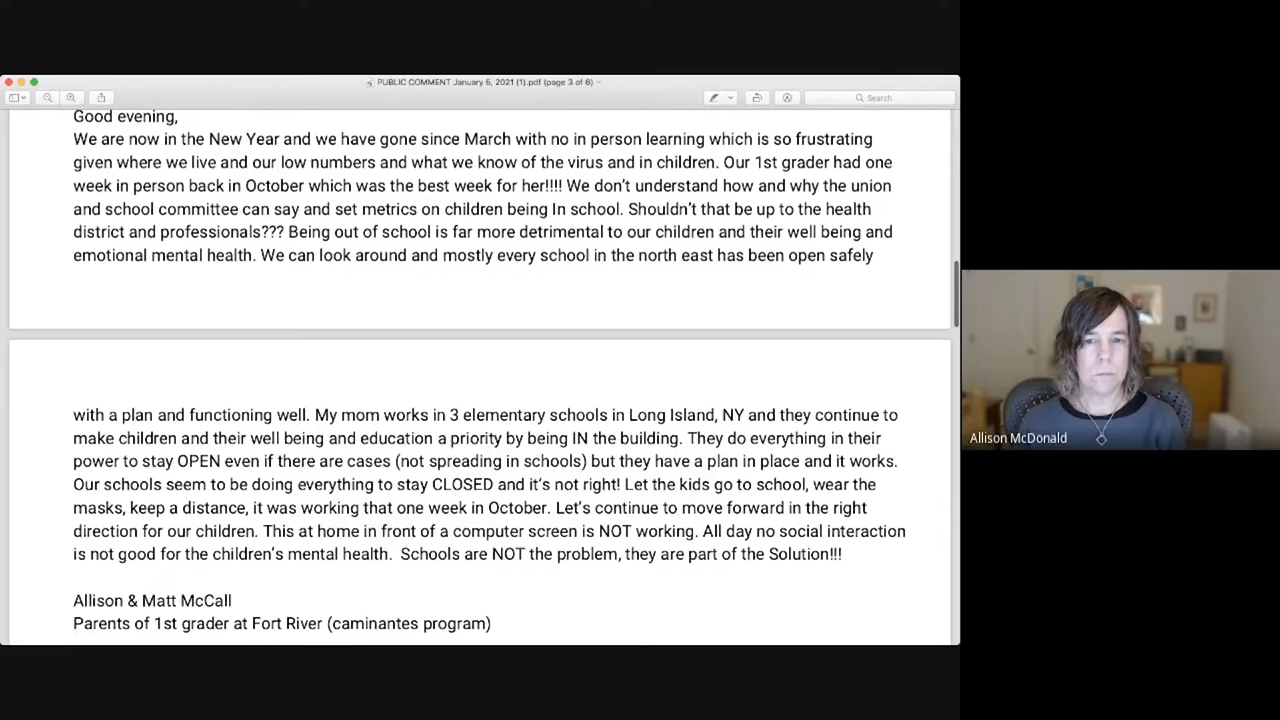 PUBLIC COMMENT January 6, 2021 (1).pdf (page 3 of 6)
Search
Good evening,
We are now in the New Year and we have gone since March with no in person learning which is so frustrating
given where we live and our low numbers and what we know of the virus and in children. Our 1st grader had one
week in person back in October which was the best week for her!!!! We don’t understand how and why the union
and school committee can say and set metrics on children being In school. Shouldn’t that be up to the health
district and professionals??? Being out of school is far more detrimental to our children and their well being and
emotional mental health. We can look around and mostly every school in the north east has been open safely
with a plan and functioning well. My mom works in 3 elementary schools in Long Island, NY and they continue to
make children and their well being and education a priority by being IN the building. They do everything in their
power to stay OPEN even if there are cases (not spreading in schools) but they have a plan in place and it works.
Our schools seem to be doing everything to stay CLOSED and it’s not right! Let the kids go to school, wear the
masks, keep a distance, it was working that one week in October. Let’s continue to move forward in the right
direction for our children. This at home in front of a computer screen is NOT working. All day no social interaction
is not good for the children’s mental health.  Schools are NOT the problem, they are part of the Solution!!!
Allison & Matt McCall
Parents of 1st grader at Fort River (caminantes program)
Allison McDonald